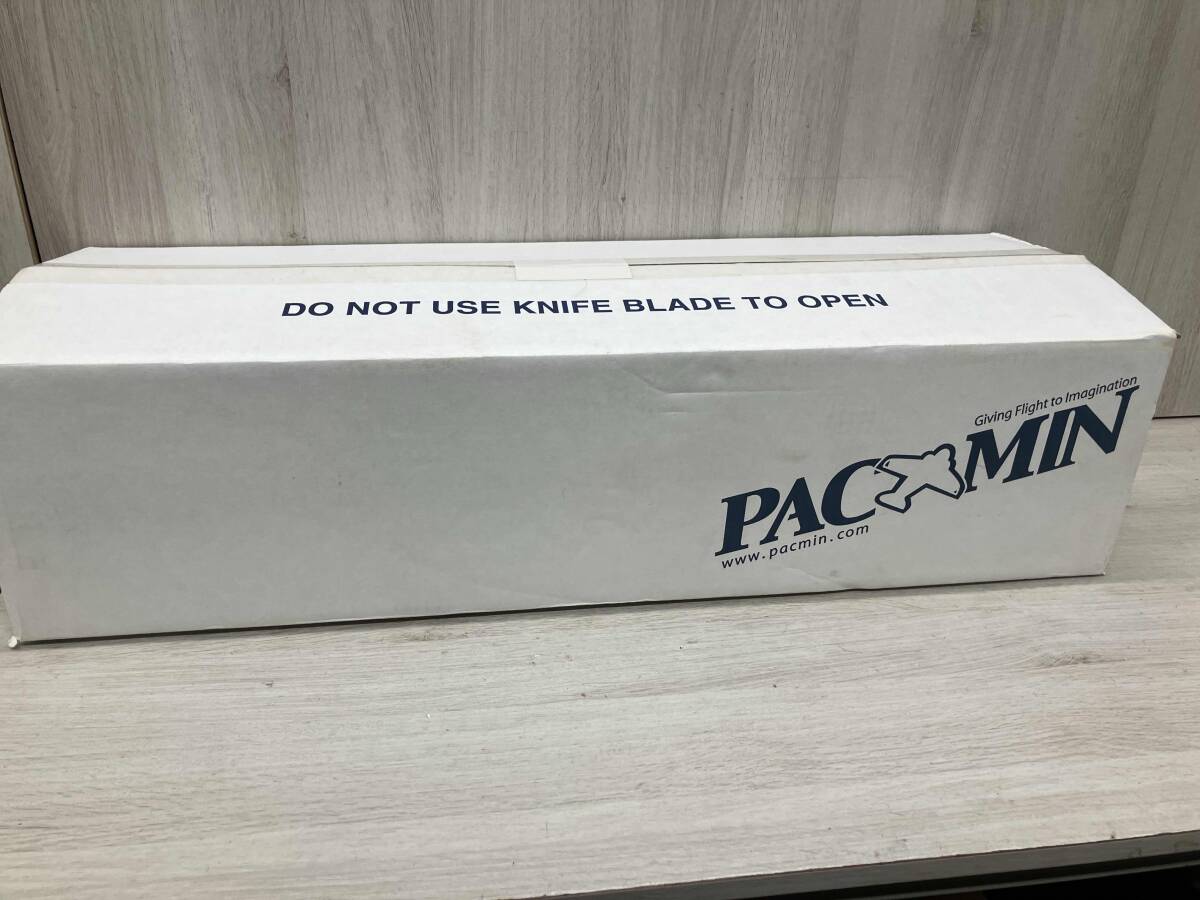 DO NOT USE KNIFE BLADE TO OPEN
Giving Flight to Imagination
PACMIN
www.pacmin.com